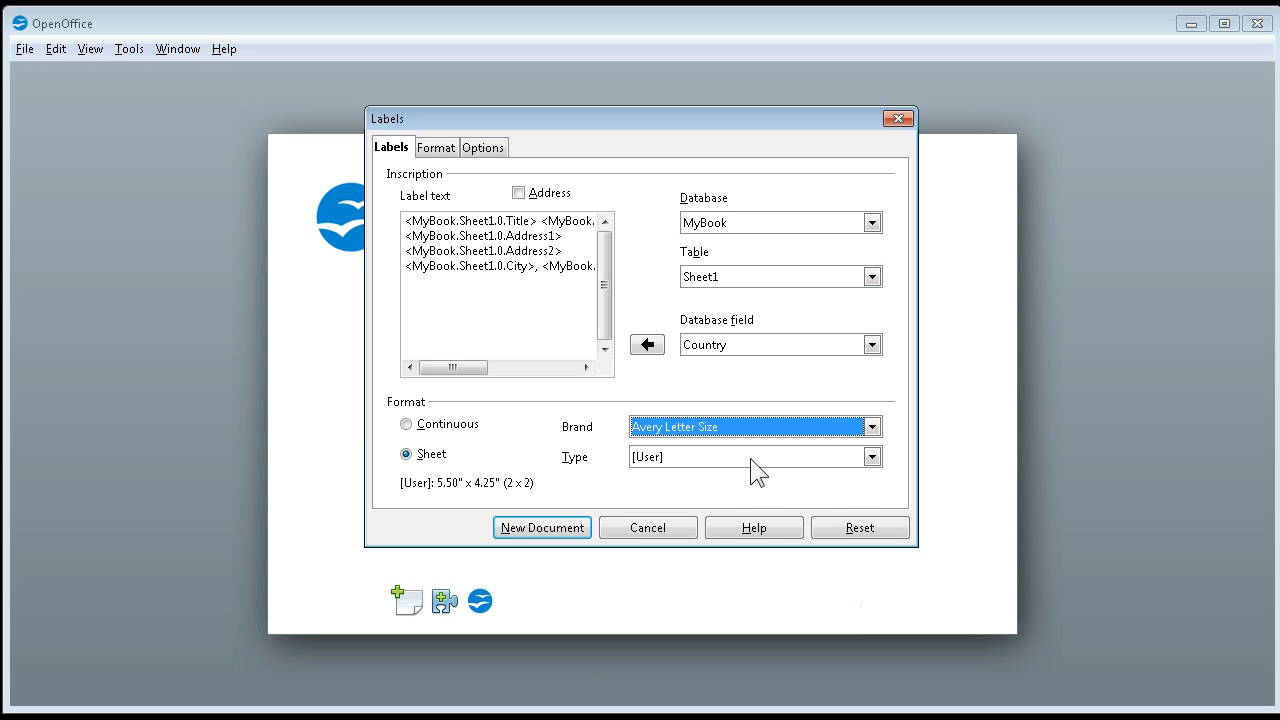 OpenOffice
File Edit View Tools Window Help
Labels
Labels Format Options
Inscription
Label text
Address
Database
<MyBook.Sheet1.0.Title> <MyBook.
<MyBook.Sheet1.0.Address1>
<MyBook.Sheet1.0.Address2>
<MyBook.Sheet1.0.City>, <MyBook.
MyBook
Table
Sheet1
Database field
Country
Format
Continuous
Brand
Avery Letter Size
Sheet
Type
[User]
[User]: 5.50" x 4.25" (2 x 2)
New Document Cancel Help Reset